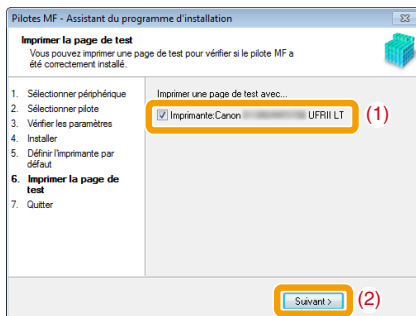 Pilotes MF - Assistant du programme d'installation
Imprimer la page de test
Vous pouvez imprimer une page de test pour vérifier si le pilote MF a
été correctement installé.
1. Sélectionner périphérique
2. Sélectionner pilote
3. Vérifier les paramètres
4. Installer
5. Définir l'imprimante par
défaut
6. Imprimer la page de
test
7. Quitter
Imprimer une page de test avec...
Imprimante:Canon UFRII LT
(1)
Suivant >
(2)